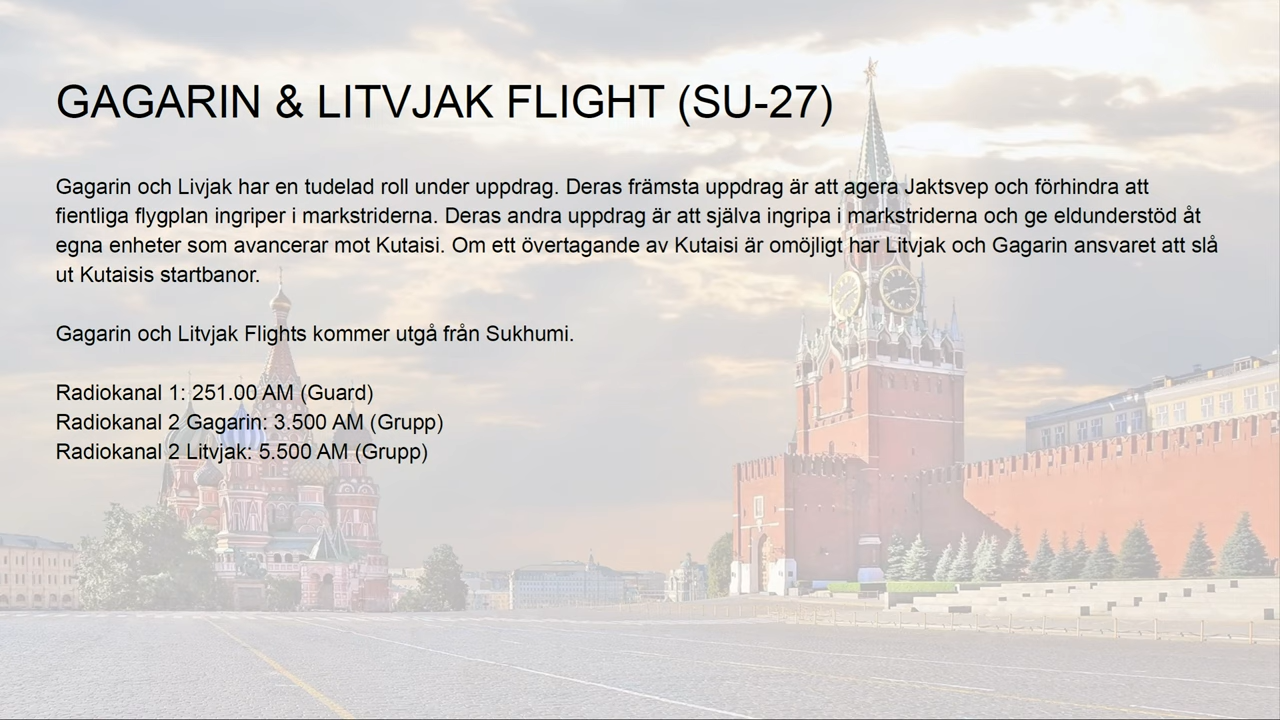 GAGARIN & LITVJAK FLIGHT (SU-27)
Gagarin och Livjak har en tudelad roll under uppdrag. Deras främsta uppdrag är att agera Jaktsvep och förhindra att
fientliga flygplan ingriper i markstriderna. Deras andra uppdrag är att själva ingripa i markstriderna och ge eldunderstöd åt
egna enheter som avancerar mot Kutaisi. Om ett övertagande av Kutaisi är omöjligt har Litvjak och Gagarin ansvaret att slå
ut Kutaisis startbanor.
Gagarin och Litvjak Flights kommer utgå från Sukhumi.
Radiokanal 1: 251.00 AM (Guard)
Radiokanal 2 Gagarin: 3.500 AM (Grupp)
Radiokanal 2 Litvjak: 5.500 AM (Grupp)